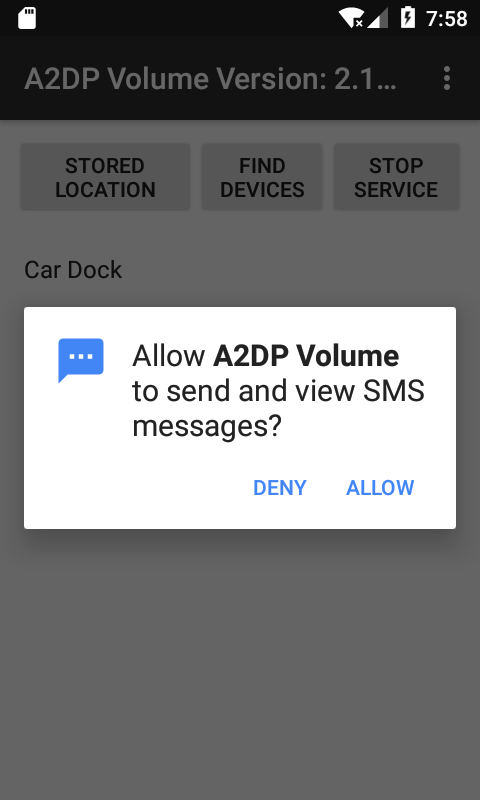 7:58
A2DP Volume Version: 2.1…
STORED
LOCATION
FIND
DEVICES
STOP
SERVICE
Car Dock
Allow A2DP Volume
to send and view SMS
messages?
DENY
ALLOW